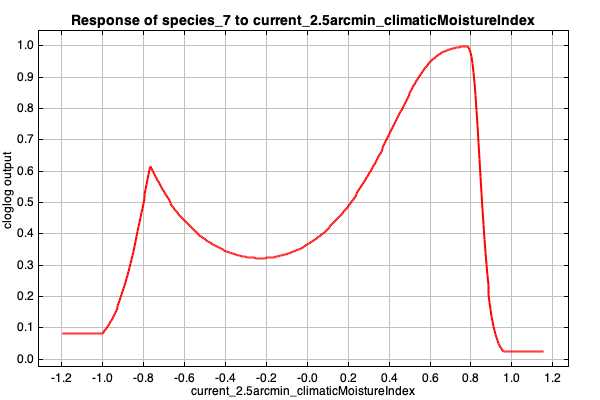 Response of species_7 to current_2.5arcmin_climaticMoistureIndex
cloglog output
1.0
0.9
0.8
0.7
0.6
0.5
0.4
0.3
0.2
0.1
0.0
-1.2 -1.0 -0.8 -0.6 -0.4 -0.2 -0.0 0.2 0.4 0.6 0.8 1.0 1.2
current_2.5arcmin_climaticMoistureIndex